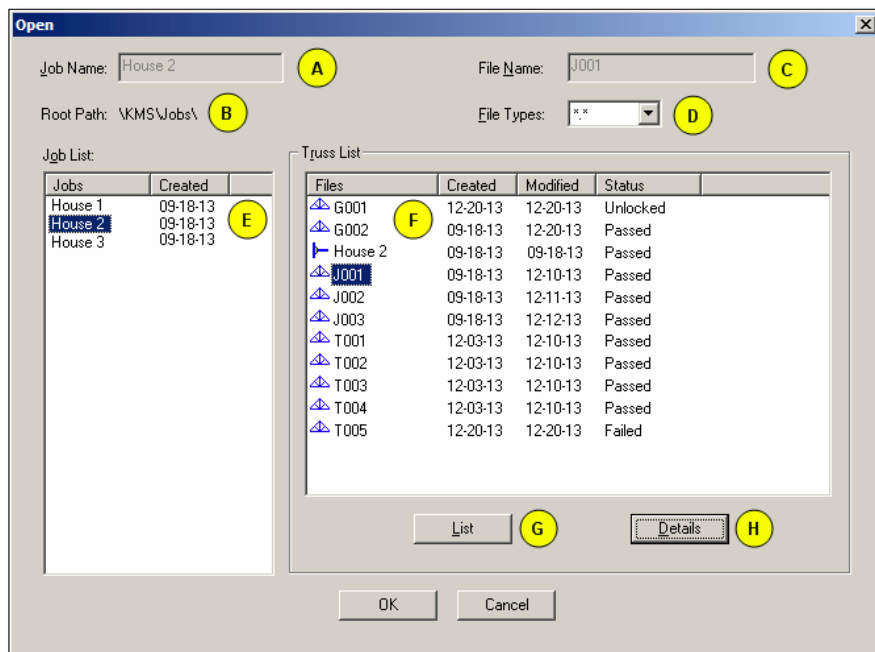 Open
Job Name: House 2 A File Name: J001 C
Root Path: \KMS\Jobs\ B File Types: *.* D
Job List:
Jobs Created
House 1 09-18-13
House 2 09-18-13
House 3 09-18-13
E
Truss List
Files Created Modified Status
G001 12-20-13 12-20-13 Unlocked
G002 09-18-13 12-20-13 Passed
House 2 09-18-13 09-18-13 Passed
J001 09-18-13 12-10-13 Passed
J002 09-18-13 12-11-13 Passed
J003 09-18-13 12-12-13 Passed
T001 12-03-13 12-10-13 Passed
T002 12-03-13 12-10-13 Passed
T003 12-03-13 12-10-13 Passed
T004 12-03-13 12-10-13 Passed
T005 12-20-13 12-20-13 Failed
F
List G Details H
OK Cancel